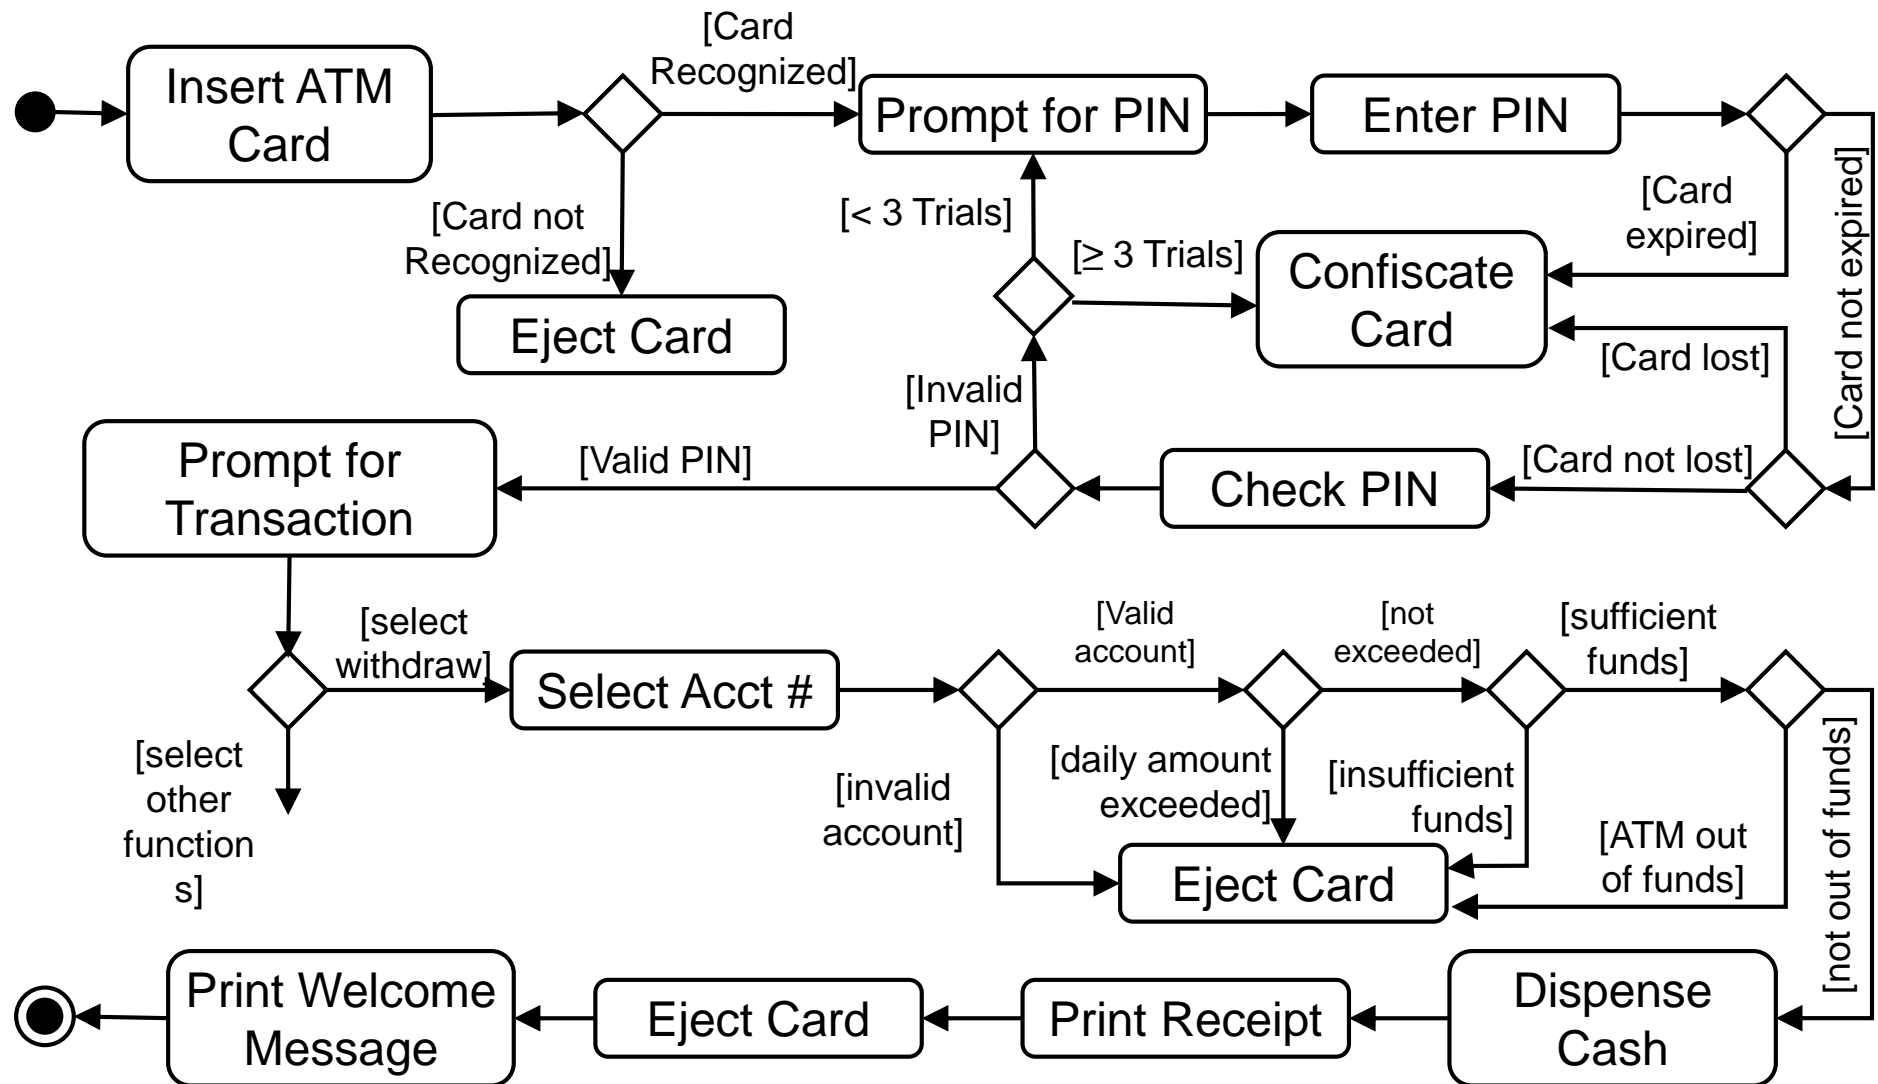 [Card
Recognized]
Insert ATM
Card
Prompt for PIN
Enter PIN
[Card not
Recognized]
[< 3 Trials]
[≥ 3 Trials]
[Card
expired]
[Card not expired]
Eject Card
Confiscate
Card
[Card lost]
[Invalid
PIN]
Prompt for
Transaction
[Valid PIN]
Check PIN
[Card not lost]
[select
withdraw]
Select Acct #
[Valid
account]
[not
exceeded]
[sufficient
funds]
[select
other
function
s]
[invalid
account]
[daily amount
exceeded]
[insufficient
funds]
[ATM out
of funds]
[not out of funds]
Eject Card
Print Welcome
Message
Eject Card
Print Receipt
Dispense
Cash